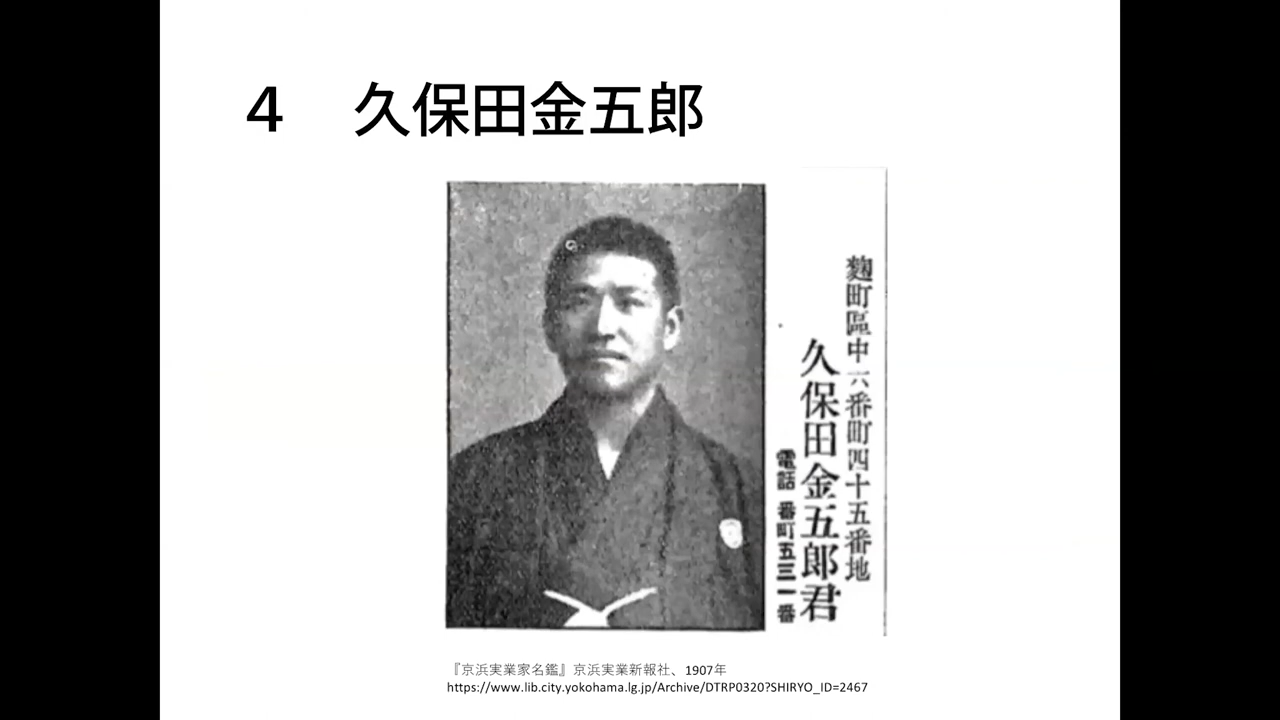 4 久保田金五郎
麴町區中六番町四十五番地
久保田金五郎君
電話 番町五三一番
『京浜実業家名鑑』京浜実業新報社、1907年
https://www.lib.city.yokohama.lg.jp/Archive/DTRP0320?SHIRYO_ID=2467